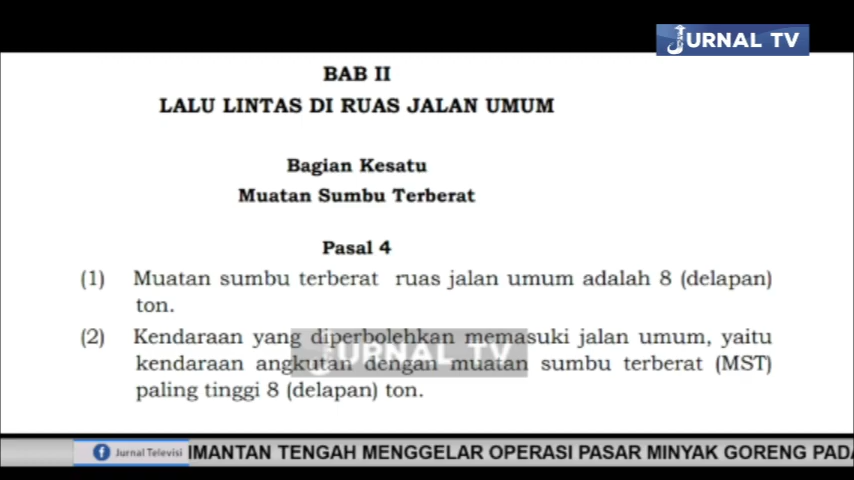 JURNAL TV
BAB II
LALU LINTAS DI RUAS JALAN UMUM
Bagian Kesatu
Muatan Sumbu Terberat
Pasal 4
(1) Muatan sumbu terberat ruas jalan umum adalah 8 (delapan)
ton.
(2) Kendaraan yang diperbolehkan memasuki jalan umum, yaitu
kendaraan angkutan dengan muatan sumbu terberat (MST)
paling tinggi 8 (delapan) ton.
JURNAL TV
Jurnal Televisi IMANTAN TENGAH MENGGELAR OPERASI PASAR MINYAK GORENG PADA